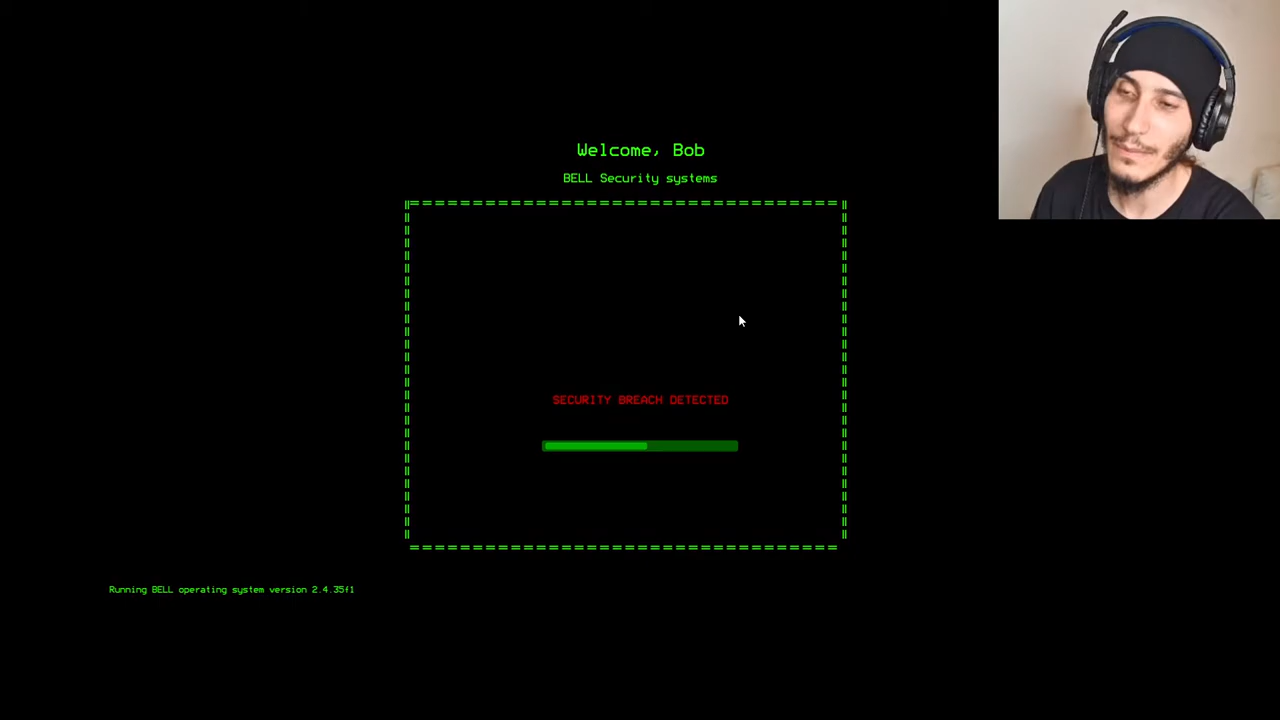 Welcome, Bob
BELL Security systems
SECURITY BREACH DETECTED
Running BELL operating system version 2.4.35f1